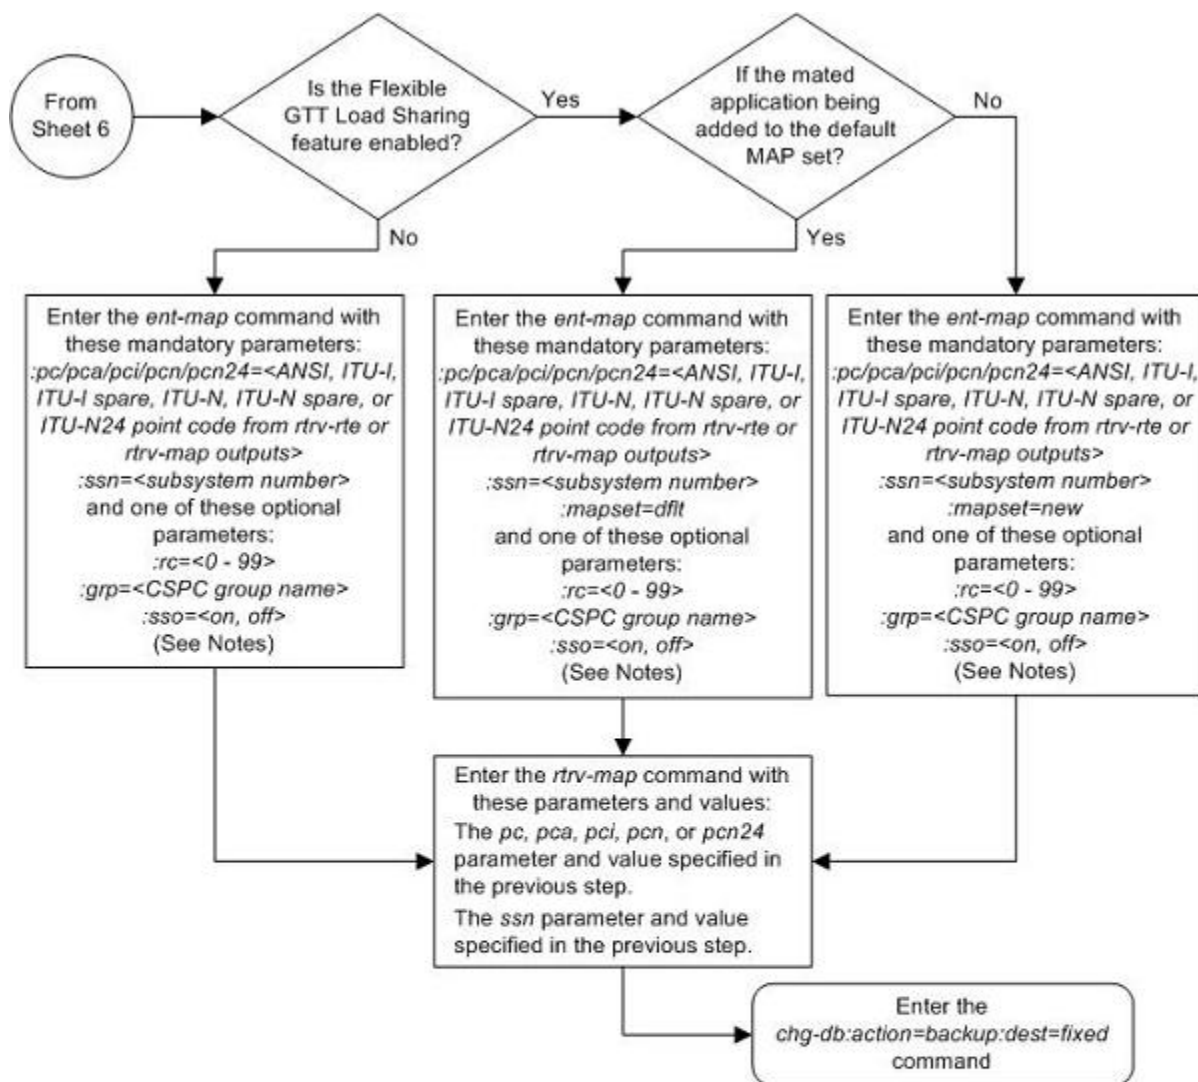 From
Sheet 6
Is the Flexible
GTT Load Sharing
feature enabled?
Yes
If the mated
application being
added to the default
MAP set?
No
No
Yes
Enter the ent-map command with
these mandatory parameters:
:pc/pca/pci/pcn/pcn24=<ANSI, ITU-I,
ITU-I spare, ITU-N, ITU-N spare, or
ITU-N24 point code from rtrv-rte or
rtrv-map outputs>
:ssn=<subsystem number>
and one of these optional
parameters:
:rc=<0 - 99>
:grp=<CSPC group name>
:sso=<on, off>
(See Notes)
Enter the ent-map command with
these mandatory parameters:
:pc/pca/pci/pcn/pcn24=<ANSI, ITU-I,
ITU-I spare, ITU-N, ITU-N spare, or
ITU-N24 point code from rtrv-rte or
rtrv-map outputs>
:ssn=<subsystem number>
:mapset=dflt
and one of these optional
parameters:
:rc=<0 - 99>
:grp=<CSPC group name>
:sso=<on, off>
(See Notes)
Enter the ent-map command with
these mandatory parameters:
:pc/pca/pci/pcn/pcn24=<ANSI, ITU-I,
ITU-I spare, ITU-N, ITU-N spare, or
ITU-N24 point code from rtrv-rte or
rtrv-map outputs>
:ssn=<subsystem number>
:mapset=new
and one of these optional
parameters:
:rc=<0 - 99>
:grp=<CSPC group name>
:sso=<on, off>
(See Notes)
Enter the rtrv-map command with
these parameters and values:
The pc, pca, pci, pcn, or pcn24
parameter and value specified in
the previous step.
The ssn parameter and value
specified in the previous step.
Enter the
chg-db:action=backup:dest=fixed
command